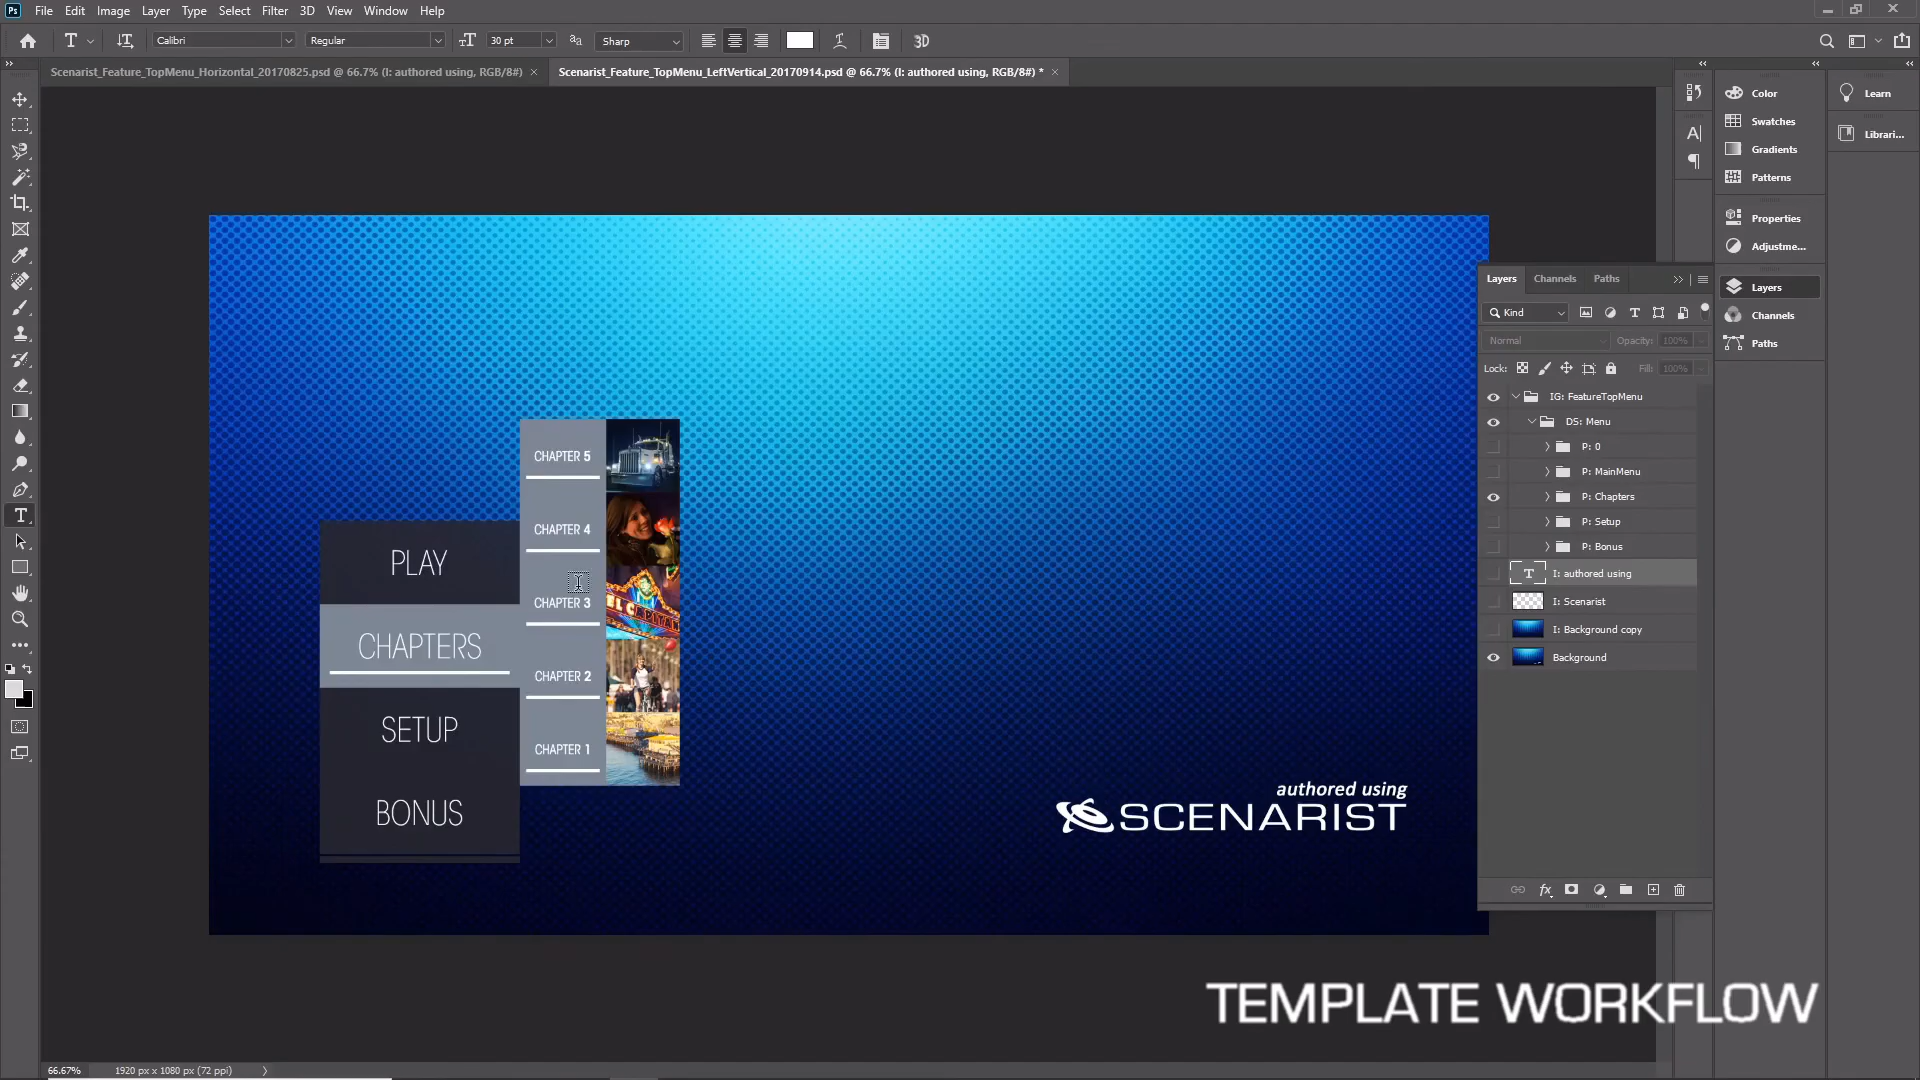 Ps File Edit Image Layer Type Select Filter 3D View Window Help
T Calibri Regular 30 pt Sharp 3D
Scenarist_Feature_TopMenu_Horizontal_20170825.psd @ 66.7% (I: authored using, RGB/8#) ×
Scenarist_Feature_TopMenu_LeftVertical_20170914.psd @ 66.7% (I: authored using, RGB/8#) * ×
Color
Swatches
Gradients
Patterns
Properties
Adjustme...
Layers
Channels
Paths
Learn
Librari...
Layers Channels Paths
Kind
Normal Opacity: 100%
Lock: Fill: 100%
IG: FeatureTopMenu
DS: Menu
P: 0
P: MainMenu
P: Chapters
P: Setup
P: Bonus
I: authored using
I: Scenarist
I: Background copy
Background
CHAPTER 5
CHAPTER 4
CHAPTER 3
CHAPTER 2
CHAPTER 1
PLAY
CHAPTERS
SETUP
BONUS
EL CAPITAN
authored using
SCENARIST
TEMPLATE WORKFLOW
66.67% 1920 px x 1080 px (72 ppi)